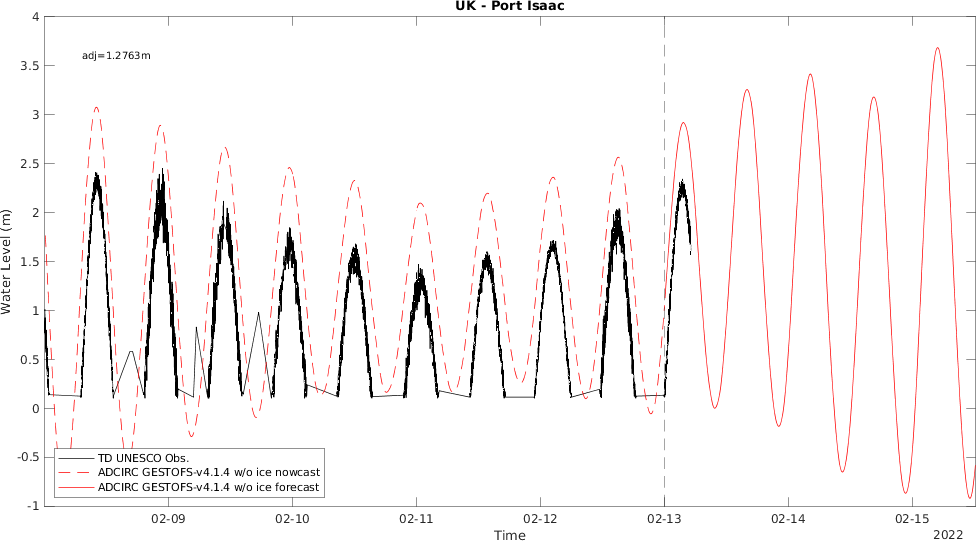 UK - Port Isaac
adj=1.2763m
Water Level (m)
4
3.5
3
2.5
2
1.5
1
0.5
0
-0.5
-1
TD UNESCO Obs.
ADCIRC GESTOFS-v4.1.4 w/o ice nowcast
ADCIRC GESTOFS-v4.1.4 w/o ice forecast
02-09 02-10 02-11 02-12 02-13 02-14 02-15
Time
2022